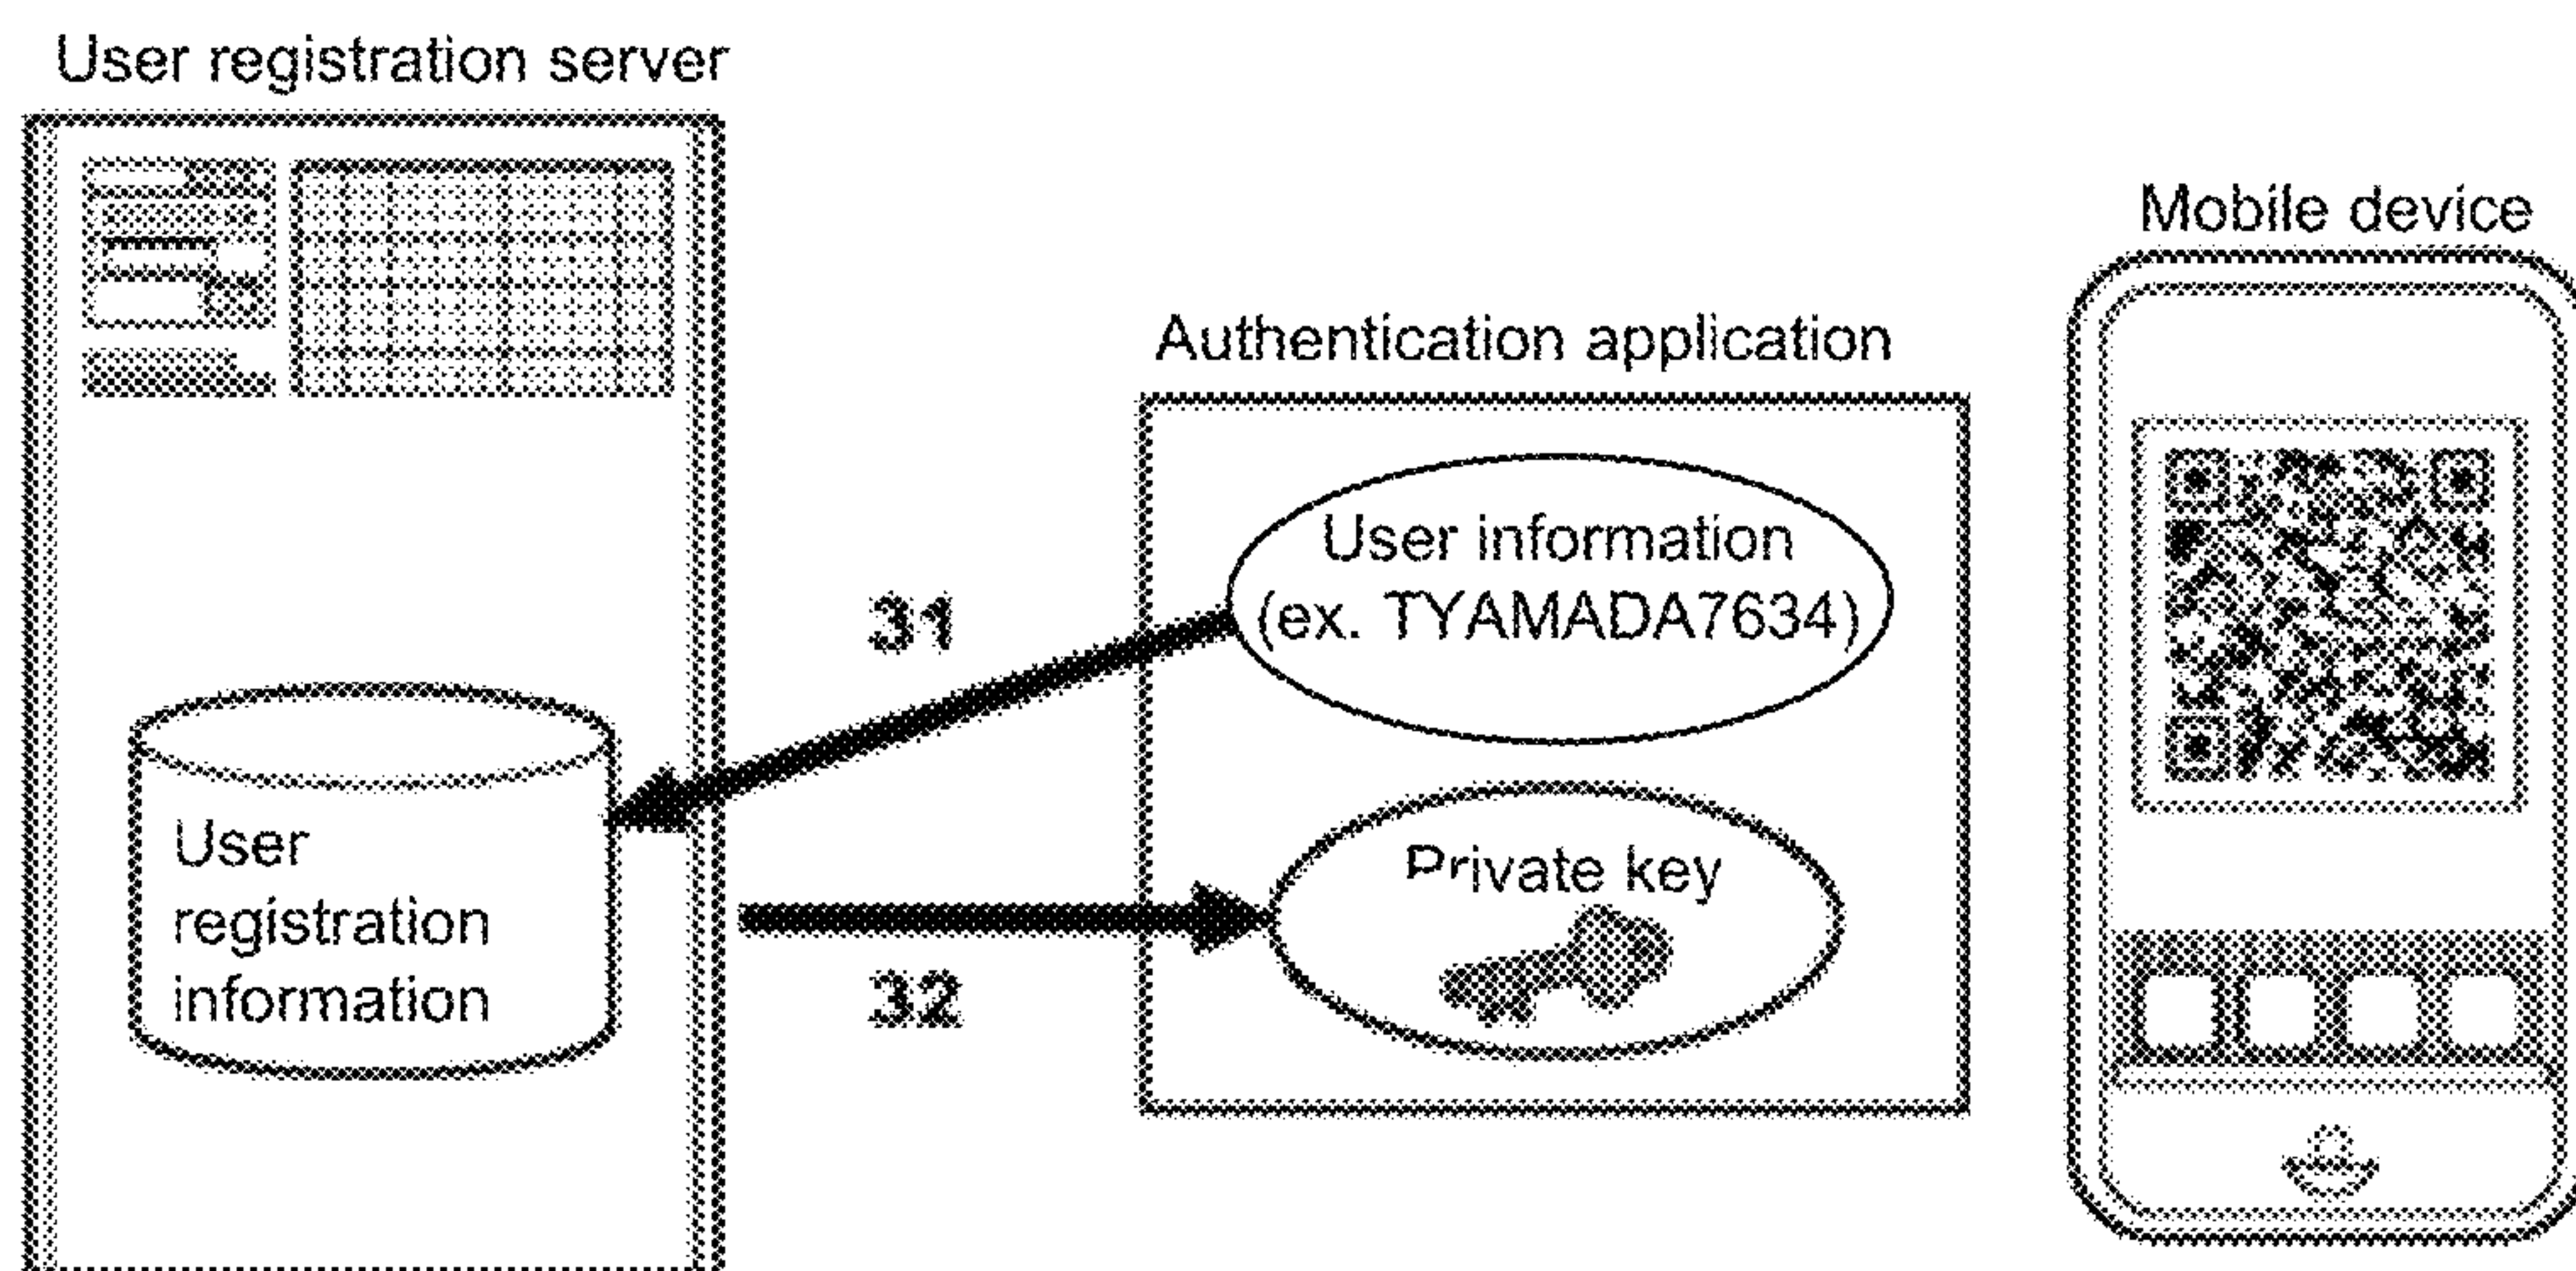 User registration server
Mobile device
Authentication application
User information
(ex. TYAMADA7634)
31
User
registration
information
Private key
32